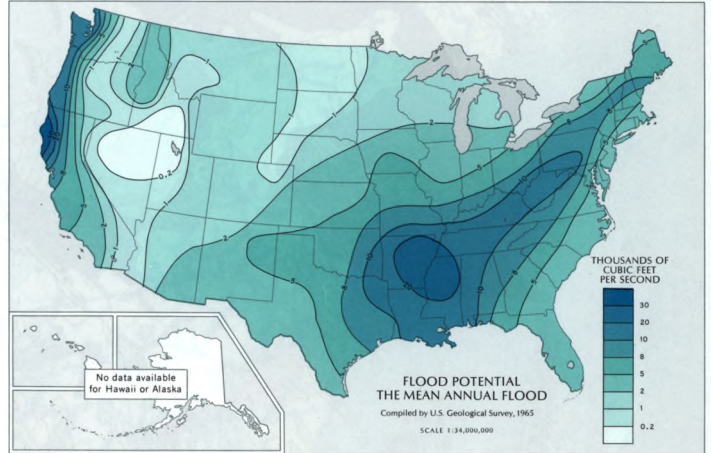 THOUSANDS OF
CUBIC FEET
PER SECOND
30
20
10
8
5
2
1
0.2
0.2
No data available
for Hawaii or Alaska
FLOOD POTENTIAL
THE MEAN ANNUAL FLOOD
Compiled by U.S. Geological Survey, 1965
SCALE 1:34,000,000